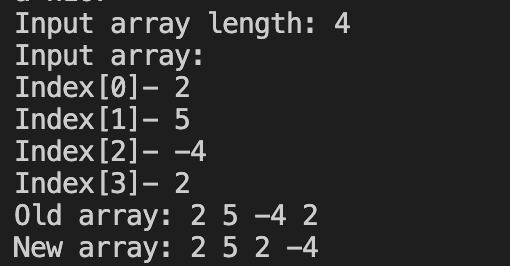 Input array length: 4
Input array:
Index[0]- 2
Index[1]- 5
Index[2]- -4
Index[3]- 2
Old array: 2 5 -4 2
New array: 2 5 2 -4